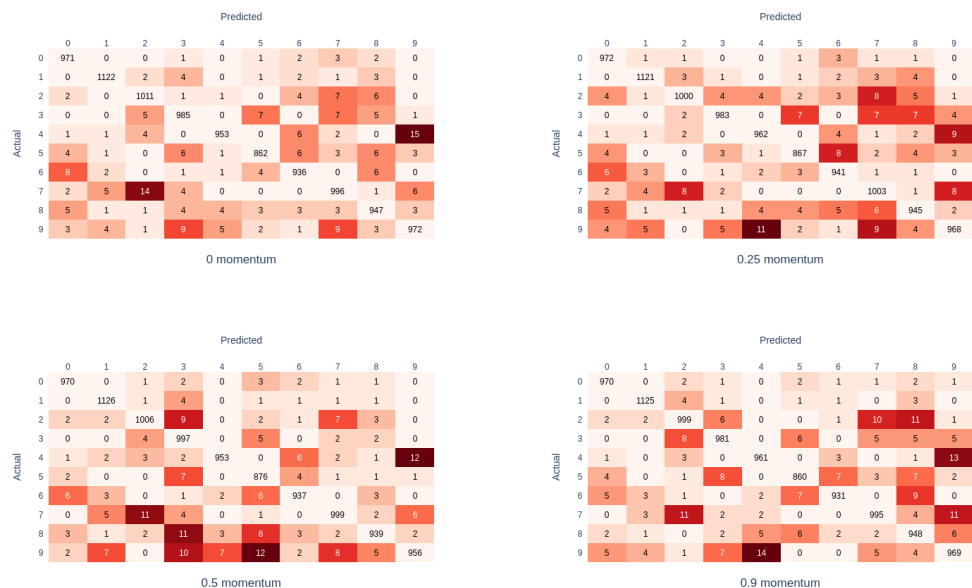 Predicted
0 1 2 3 4 5 6 7 8 9
Actual
0 971 0 0 1 0 1 2 3 2 0
1 0 1122 2 4 0 1 2 1 3 0
2 2 0 1011 1 1 0 4 7 6 0
3 0 0 5 985 0 7 0 7 5 1
4 1 1 4 0 953 0 6 2 0 15
5 4 1 0 6 1 862 6 3 6 3
6 8 2 0 1 1 4 936 0 6 0
7 2 5 14 4 0 0 0 996 1 6
8 5 1 1 4 4 3 3 3 947 3
9 3 4 1 9 5 2 1 9 3 972
0 momentum
Predicted
0 1 2 3 4 5 6 7 8 9
Actual
0 972 1 1 0 0 1 3 1 1 0
1 0 1121 3 1 0 1 2 3 4 0
2 4 1 1000 4 4 2 3 8 5 1
3 0 0 2 983 0 7 0 7 7 4
4 1 1 2 0 962 0 4 1 2 9
5 4 0 0 3 1 867 8 2 4 3
6 6 3 0 1 2 3 941 1 1 0
7 2 4 8 2 0 0 0 1003 1 8
8 5 1 1 1 4 4 5 6 945 2
9 4 5 0 5 11 2 1 9 4 968
0.25 momentum
Predicted
0 1 2 3 4 5 6 7 8 9
Actual
0 970 0 1 2 0 3 2 1 1 0
1 0 1126 1 4 0 1 1 1 1 0
2 2 2 1006 9 0 2 1 7 3 0
3 0 0 4 997 0 5 0 2 2 0
4 1 2 3 2 953 0 6 2 1 12
5 2 0 0 7 0 876 4 1 1 1
6 6 3 0 1 2 6 937 0 3 0
7 0 5 11 4 0 1 0 999 2 6
8 3 1 2 11 3 8 3 2 939 2
9 2 7 0 10 7 12 2 8 5 956
0.5 momentum
Predicted
0 1 2 3 4 5 6 7 8 9
Actual
0 970 0 2 1 0 2 1 1 2 1
1 0 1125 4 1 0 1 1 0 3 0
2 2 2 999 6 0 0 1 10 11 1
3 0 0 8 981 0 6 0 5 5 5
4 1 0 3 0 961 0 3 0 1 13
5 4 0 1 8 0 860 7 3 7 2
6 5 3 1 0 2 7 931 0 9 0
7 0 3 11 2 2 0 0 995 4 11
8 2 1 0 2 5 6 2 2 948 6
9 5 4 1 7 14 0 0 5 4 969
0.9 momentum